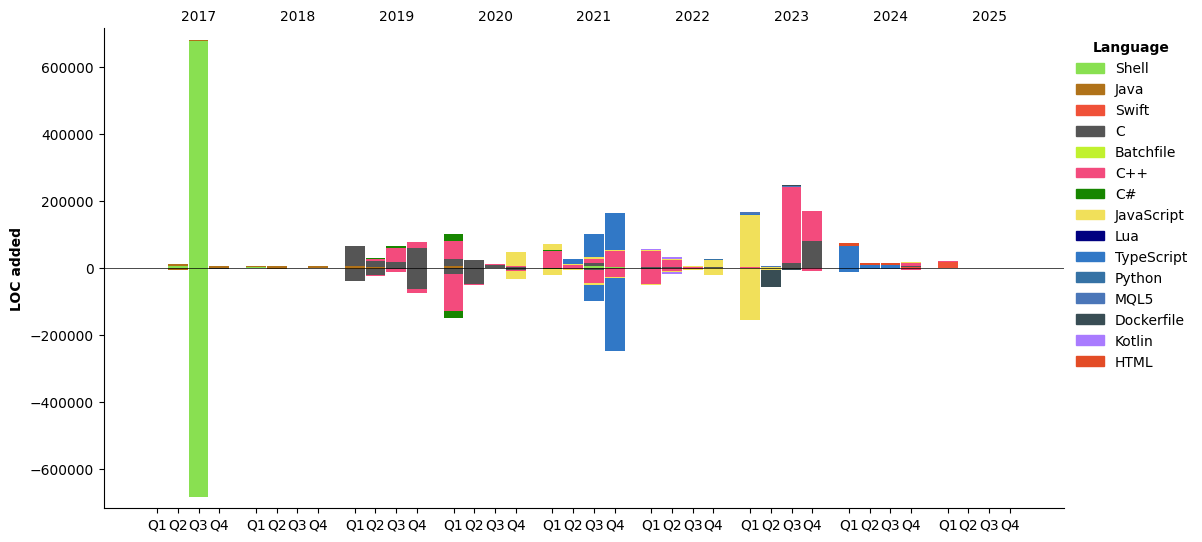 2017 2018 2019 2020 2021 2022 2023 2024 2025
LOC added
600000
400000
200000
0
−200000
−400000
−600000
Q1 Q2 Q3 Q4 Q1 Q2 Q3 Q4 Q1 Q2 Q3 Q4 Q1 Q2 Q3 Q4 Q1 Q2 Q3 Q4 Q1 Q2 Q3 Q4 Q1 Q2 Q3 Q4 Q1 Q2 Q3 Q4 Q1 Q2 Q3 Q4
Language
Shell
Java
Swift
C
Batchfile
C++
C#
JavaScript
Lua
TypeScript
Python
MQL5
Dockerfile
Kotlin
HTML